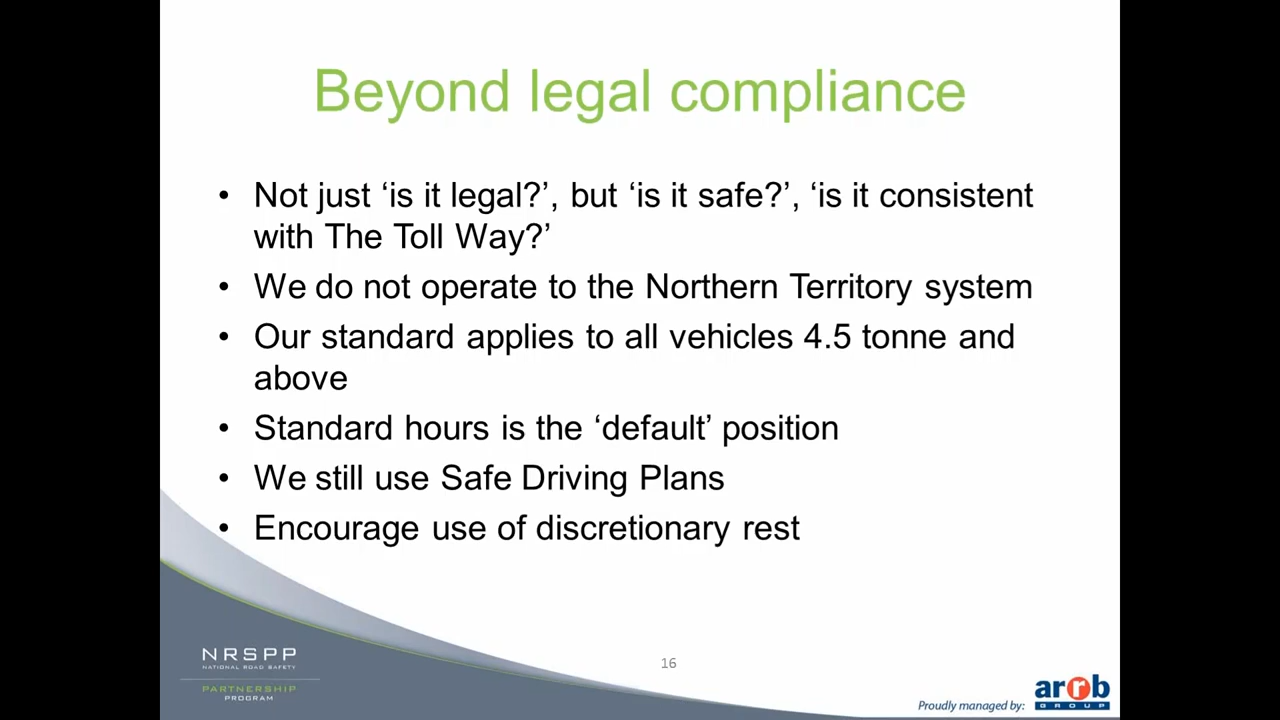 Beyond legal compliance
• Not just ‘is it legal?’, but ‘is it safe?’, ‘is it consistent
with The Toll Way?’
• We do not operate to the Northern Territory system
• Our standard applies to all vehicles 4.5 tonne and
above
• Standard hours is the ‘default’ position
• We still use Safe Driving Plans
• Encourage use of discretionary rest
NRSPP
NATIONAL ROAD SAFETY
PARTNERSHIP
PROGRAM
16
Proudly managed by:
arrb
GROUP